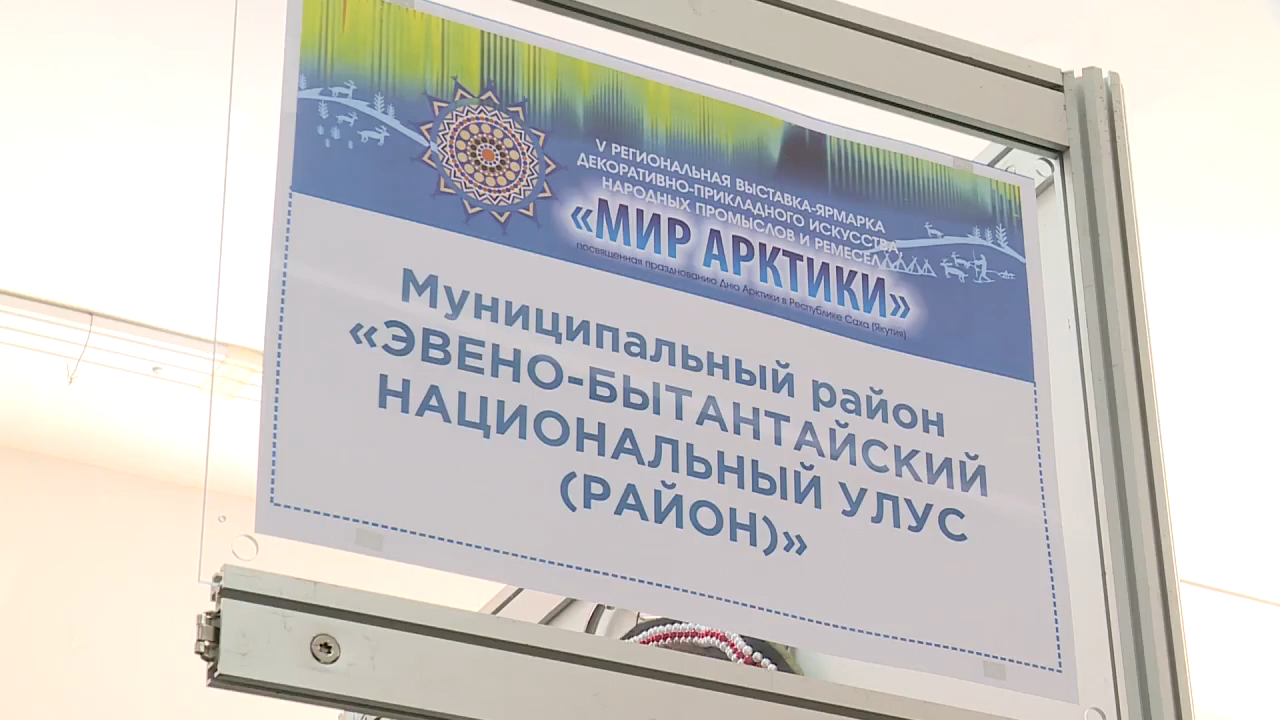 V РЕГИОНАЛЬНАЯ ВЫСТАВКА-ЯРМАРКА
ДЕКОРАТИВНО-ПРИКЛАДНОГО ИСКУССТВА
НАРОДНЫХ ПРОМЫСЛОВ И РЕМЕСЕЛ
«МИР АРКТИКИ»
посвященная празднованию Дню Арктики в Республике Саха (Якутия)
Муниципальный район
«ЭВЕНО-БЫТАНТАЙСКИЙ
НАЦИОНАЛЬНЫЙ УЛУС
(РАЙОН)»